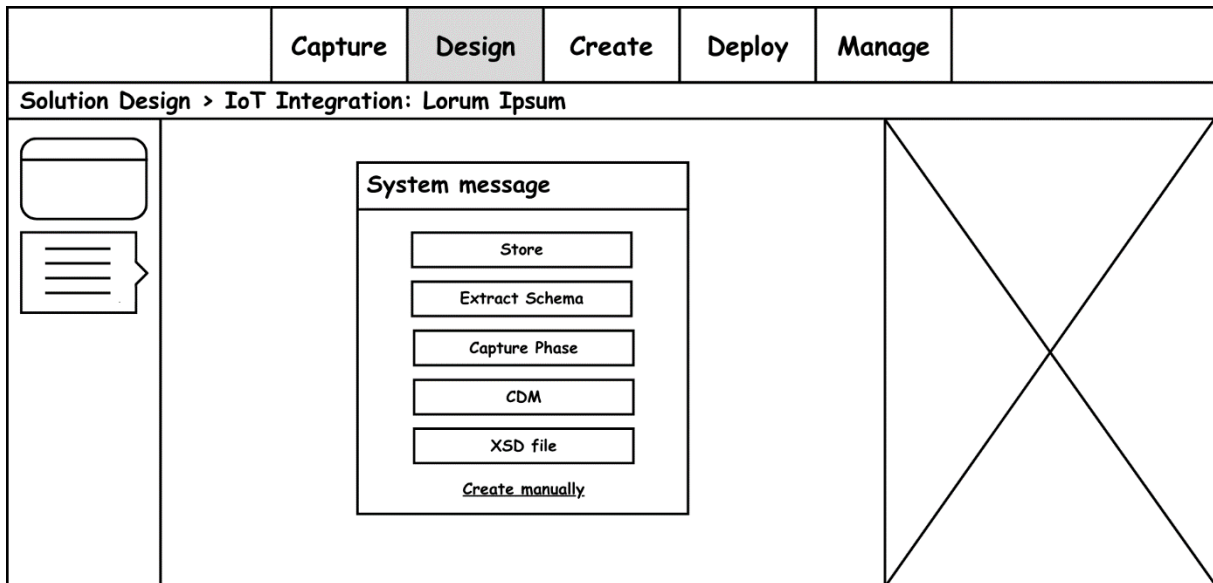 Capture Design Create Deploy Manage
Solution Design > IoT Integration: Lorum Ipsum
System message
Store
Extract Schema
Capture Phase
CDM
XSD file
Create manually